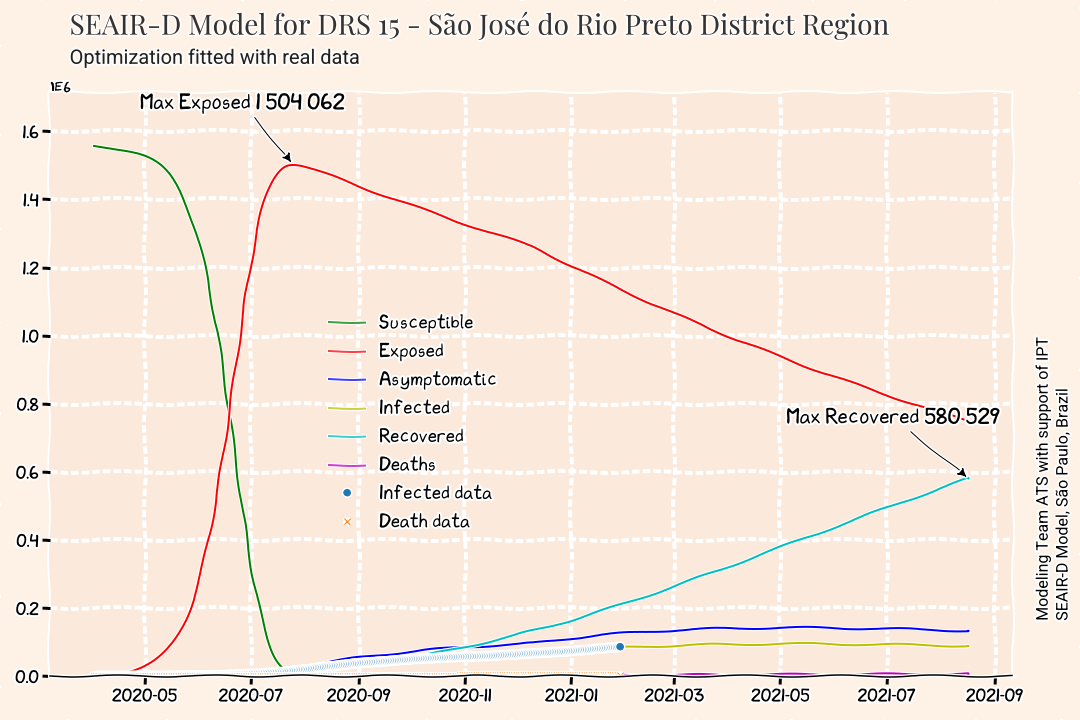 SEAIR-D Model for DRS 15 - São José do Rio Preto District Region
Optimization fitted with real data
1E6
Max Exposed 1 504 062
1.6
1.4
1.2
1.0
0.8
0.6
0.4
0.2
0.0
Susceptible
Exposed
Asymptomatic
Infected
Recovered
Deaths
Infected data
Death data
Max Recovered 580 529
2020-05
2020-07
2020-09
2020-11
2021-01
2021-03
2021-05
2021-07
2021-09
Modeling Team ATS with support of IPT
SEAIR-D Model, São Paulo, Brazil